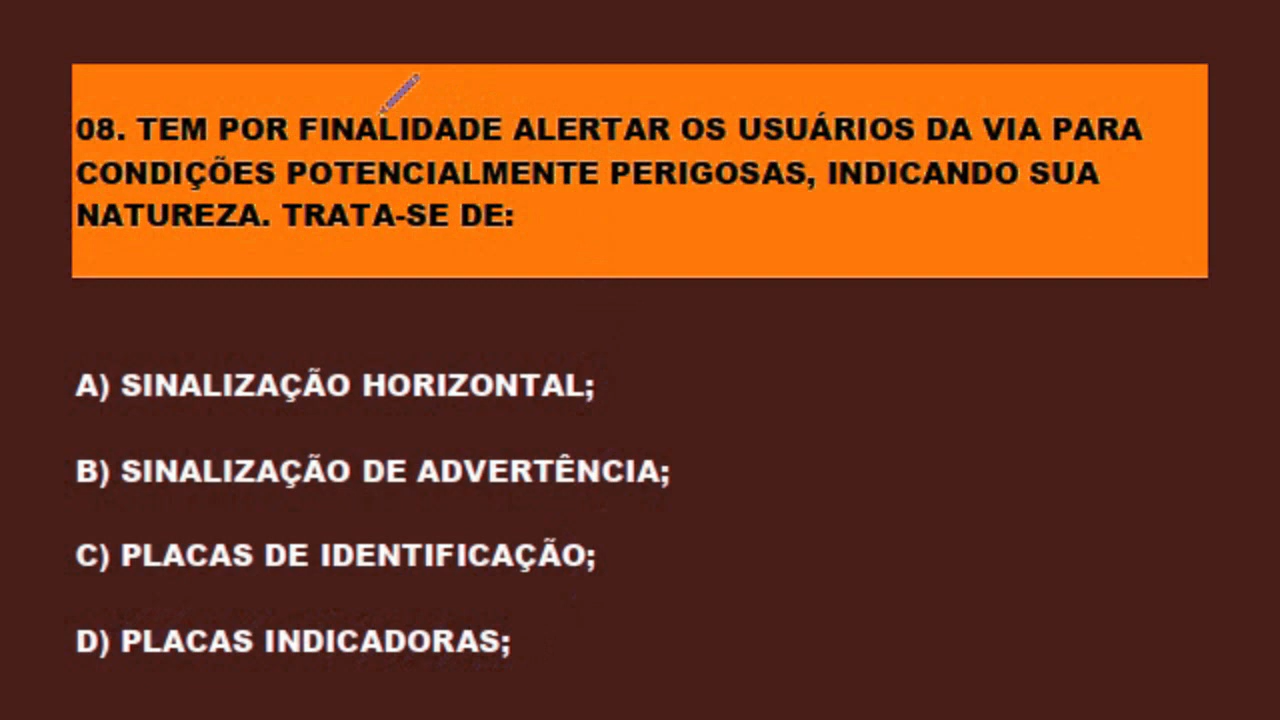 08. TEM POR FINALIDADE ALERTAR OS USUÁRIOS DA VIA PARA
CONDIÇÕES POTENCIALMENTE PERIGOSAS, INDICANDO SUA
NATUREZA. TRATA-SE DE:
A) SINALIZAÇÃO HORIZONTAL;
B) SINALIZAÇÃO DE ADVERTÊNCIA;
C) PLACAS DE IDENTIFICAÇÃO;
D) PLACAS INDICADORAS;